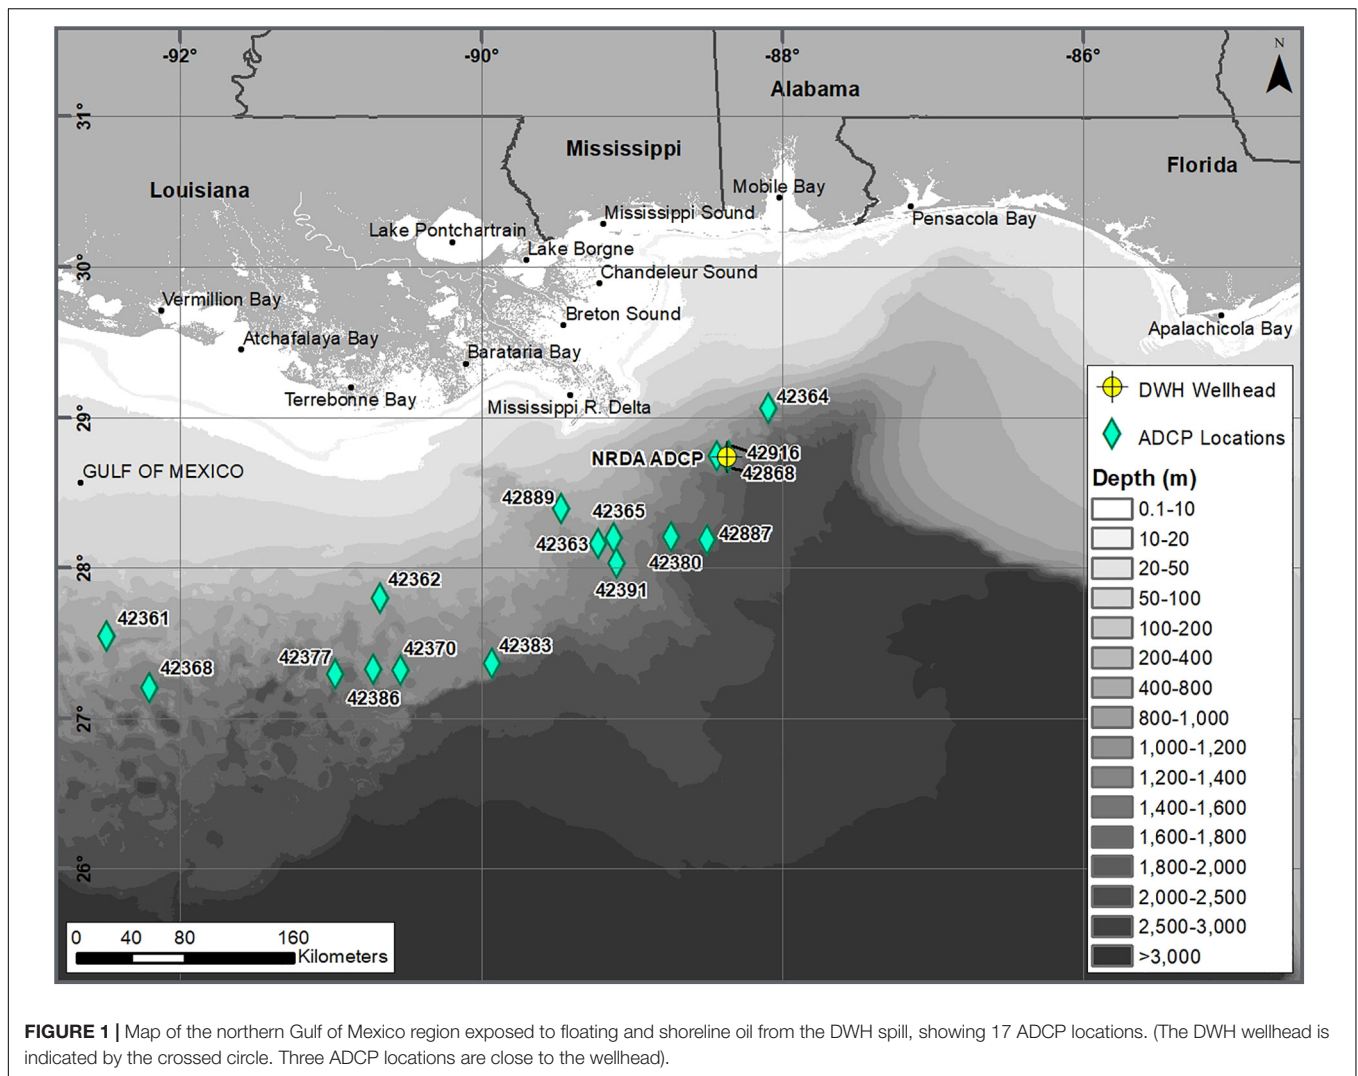 -92°
-90°
-88°
-86°
N
Alabama
31°
Mississippi
Florida
Louisiana
Mobile Bay
Mississippi Sound
Pensacola Bay
Lake Pontchartrain
Lake Borgne
30°
Chandeleur Sound
Vermillion Bay
Breton Sound
Apalachicola Bay
Atchafalaya Bay
Barataria Bay
Terrebonne Bay
Mississippi R. Delta
29°
42364
GULF OF MEXICO
NRDA ADCP
42916
42868
42889
42365
42363
42887
42380
28°
42391
42362
42361
42383
42370
42377
42368
42386
27°
26°
DWH Wellhead
ADCP Locations
Depth (m)
0.1-10
10-20
20-50
50-100
100-200
200-400
400-800
800-1,000
1,000-1,200
1,200-1,400
1,400-1,600
1,600-1,800
1,800-2,000
2,000-2,500
2,500-3,000
>3,000
0 40 80 160
Kilometers
FIGURE 1 | Map of the northern Gulf of Mexico region exposed to floating and shoreline oil from the DWH spill, showing 17 ADCP locations. (The DWH wellhead is
indicated by the crossed circle. Three ADCP locations are close to the wellhead).